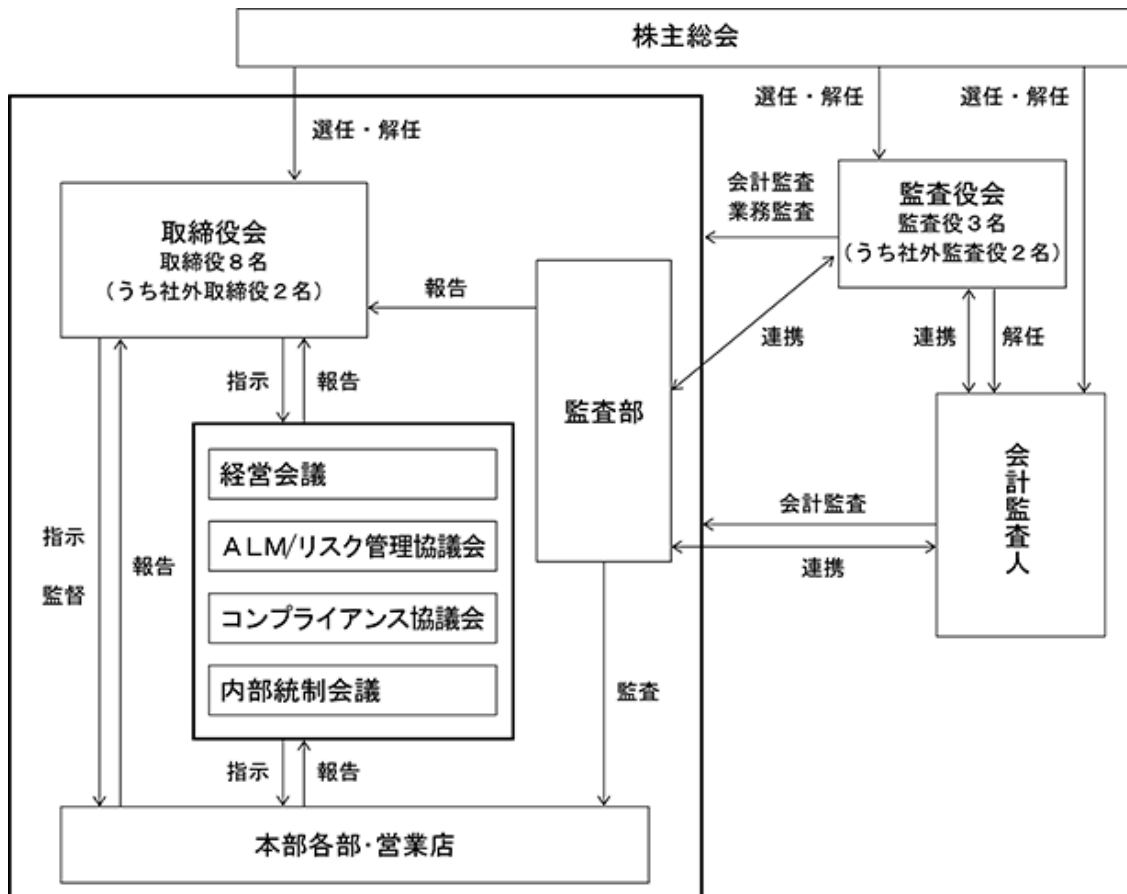 株主総会
選任・解任
選任・解任
選任・解任
取締役会
取締役8名
(うち社外取締役2名)
会計監査
業務監査
監査役会
監査役3名
(うち社外監査役2名)
報告
連携
連携
解任
指示
報告
監査部
会計監査人
経営会議
ALM/リスク管理協議会
コンプライアンス協議会
内部統制会議
会計監査
連携
指示
監督
報告
監査
指示
報告
本部各部・営業店